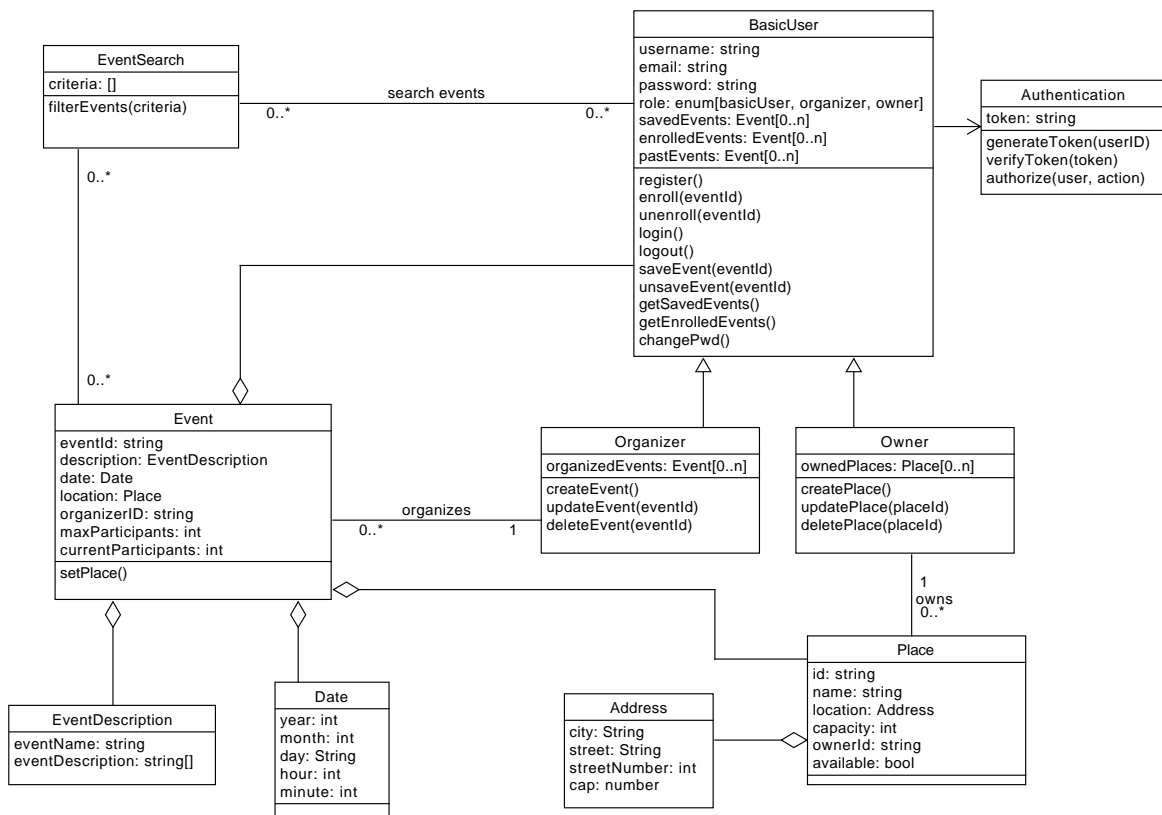 EventSearch
criteria: []
filterEvents(criteria)
search events
0..*
0..*
BasicUser
username: string
email: string
password: string
role: enum[basicUser, organizer, owner]
savedEvents: Event[0..n]
enrolledEvents: Event[0..n]
pastEvents: Event[0..n]
register()
enroll(eventId)
unenroll(eventId)
login()
logout()
saveEvent(eventId)
unsaveEvent(eventId)
getSavedEvents()
getEnrolledEvents()
changePwd()
Authentication
token: string
generateToken(userID)
verifyToken(token)
authorize(user, action)
0..*
0..*
Event
eventId: string
description: EventDescription
date: Date
location: Place
organizerID: string
maxParticipants: int
currentParticipants: int
setPlace()
organizes
0..*
1
Organizer
organizedEvents: Event[0..n]
createEvent()
updateEvent(eventId)
deleteEvent(eventId)
Owner
ownedPlaces: Place[0..n]
createPlace()
updatePlace(placeId)
deletePlace(placeId)
1
owns
0..*
EventDescription
eventName: string
eventDescription: string[]
Date
year: int
month: int
day: String
hour: int
minute: int
Address
city: String
street: String
streetNumber: int
cap: number
Place
id: string
name: string
location: Address
capacity: int
ownerId: string
available: bool